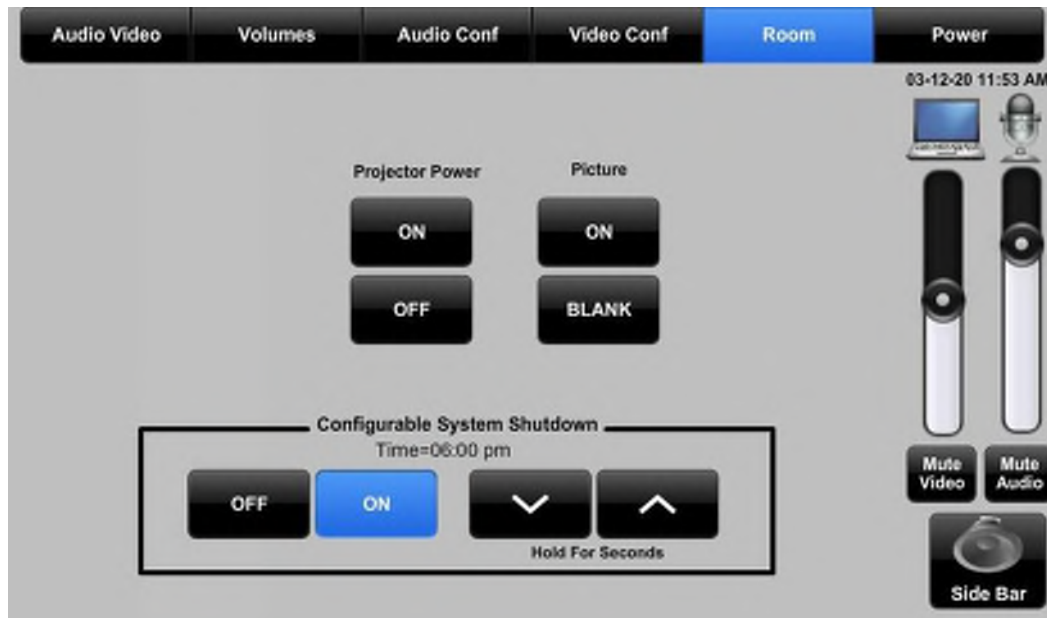 Audio Video
Volumes
Audio Conf
Video Conf
Room
Power
03-12-20 11:53 AM
Projector Power
Picture
ON
ON
OFF
BLANK
Configurable System Shutdown
Time=06:00 pm
OFF
ON
Hold For Seconds
Mute
Video
Mute
Audio
Side Bar